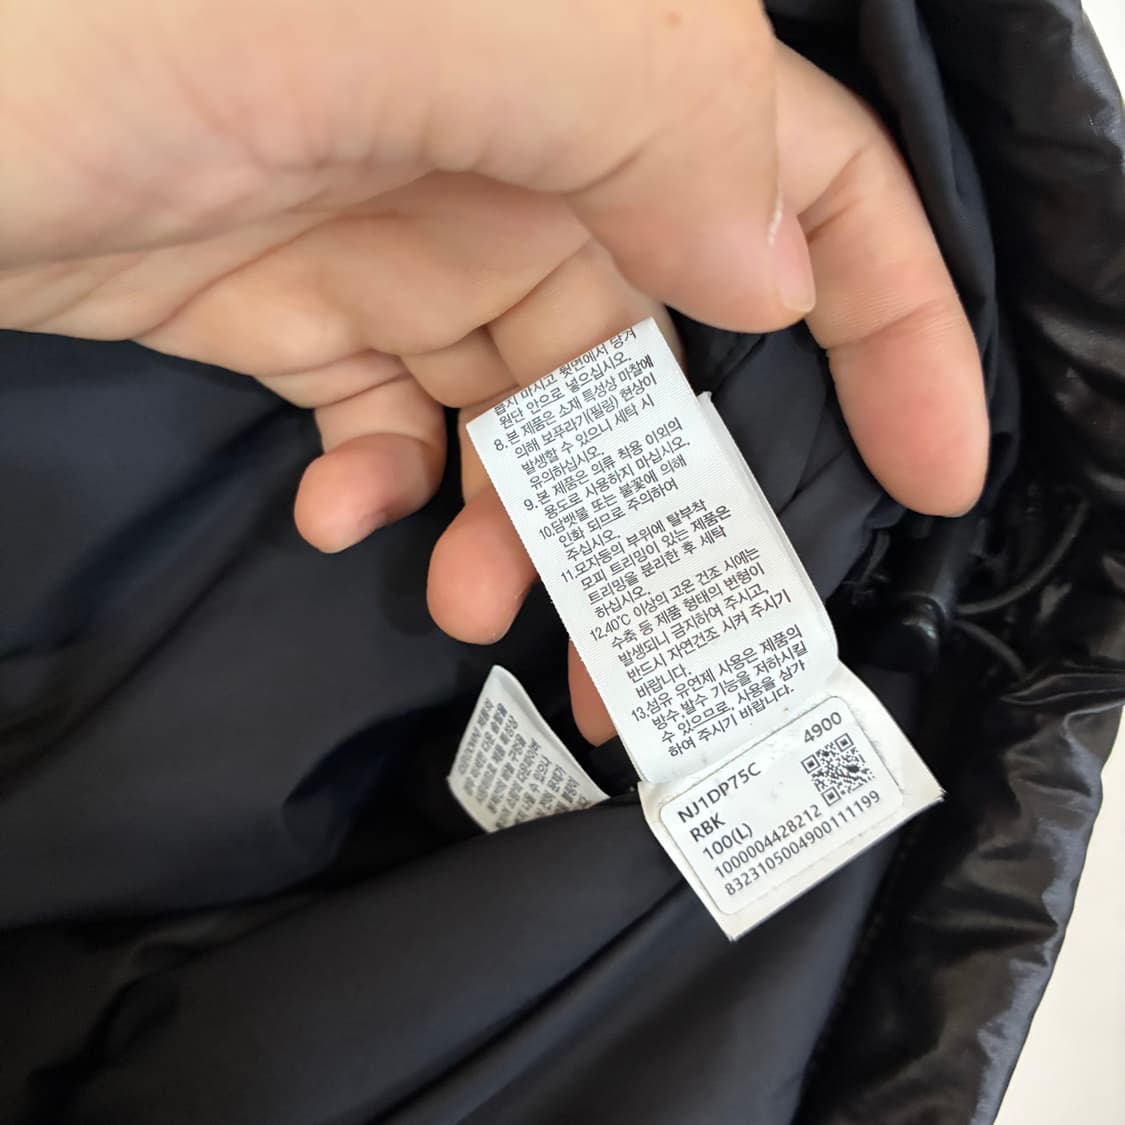 뜯지 마시고 뒷면에서 당겨
원단 안으로 넣으십시오.
8.본 제품은 소재 특성상 마찰에
의해 보푸라기(필링) 현상이
발생할 수 있으니 세탁 시
유의하십시오.
9.본 제품은 의류 착용 이외의
용도로 사용하지 마십시오.
10.담뱃불 또는 불꽃에 의해
인화 되므로 주의하여
주십시오.
11.모자등의 부위에 탈부착
모피 트리밍이 있는 제품은
트리밍을 분리한 후 세탁
하십시오.
12.40°C 이상의 고온 건조 시에는
수축 등 제품 형태의 변형이
발생되니 금지하여 주시고,
반드시 자연건조 시켜 주시기
바랍니다.
13.섬유 유연제 사용은 제품의
방수,발수 기능을 저하시킬
수 있으므로, 사용을 삼가
하여 주시기 바랍니다.
4900
NJ1DP75C
RBK
100(L)
1000004428212
8323105004900111199